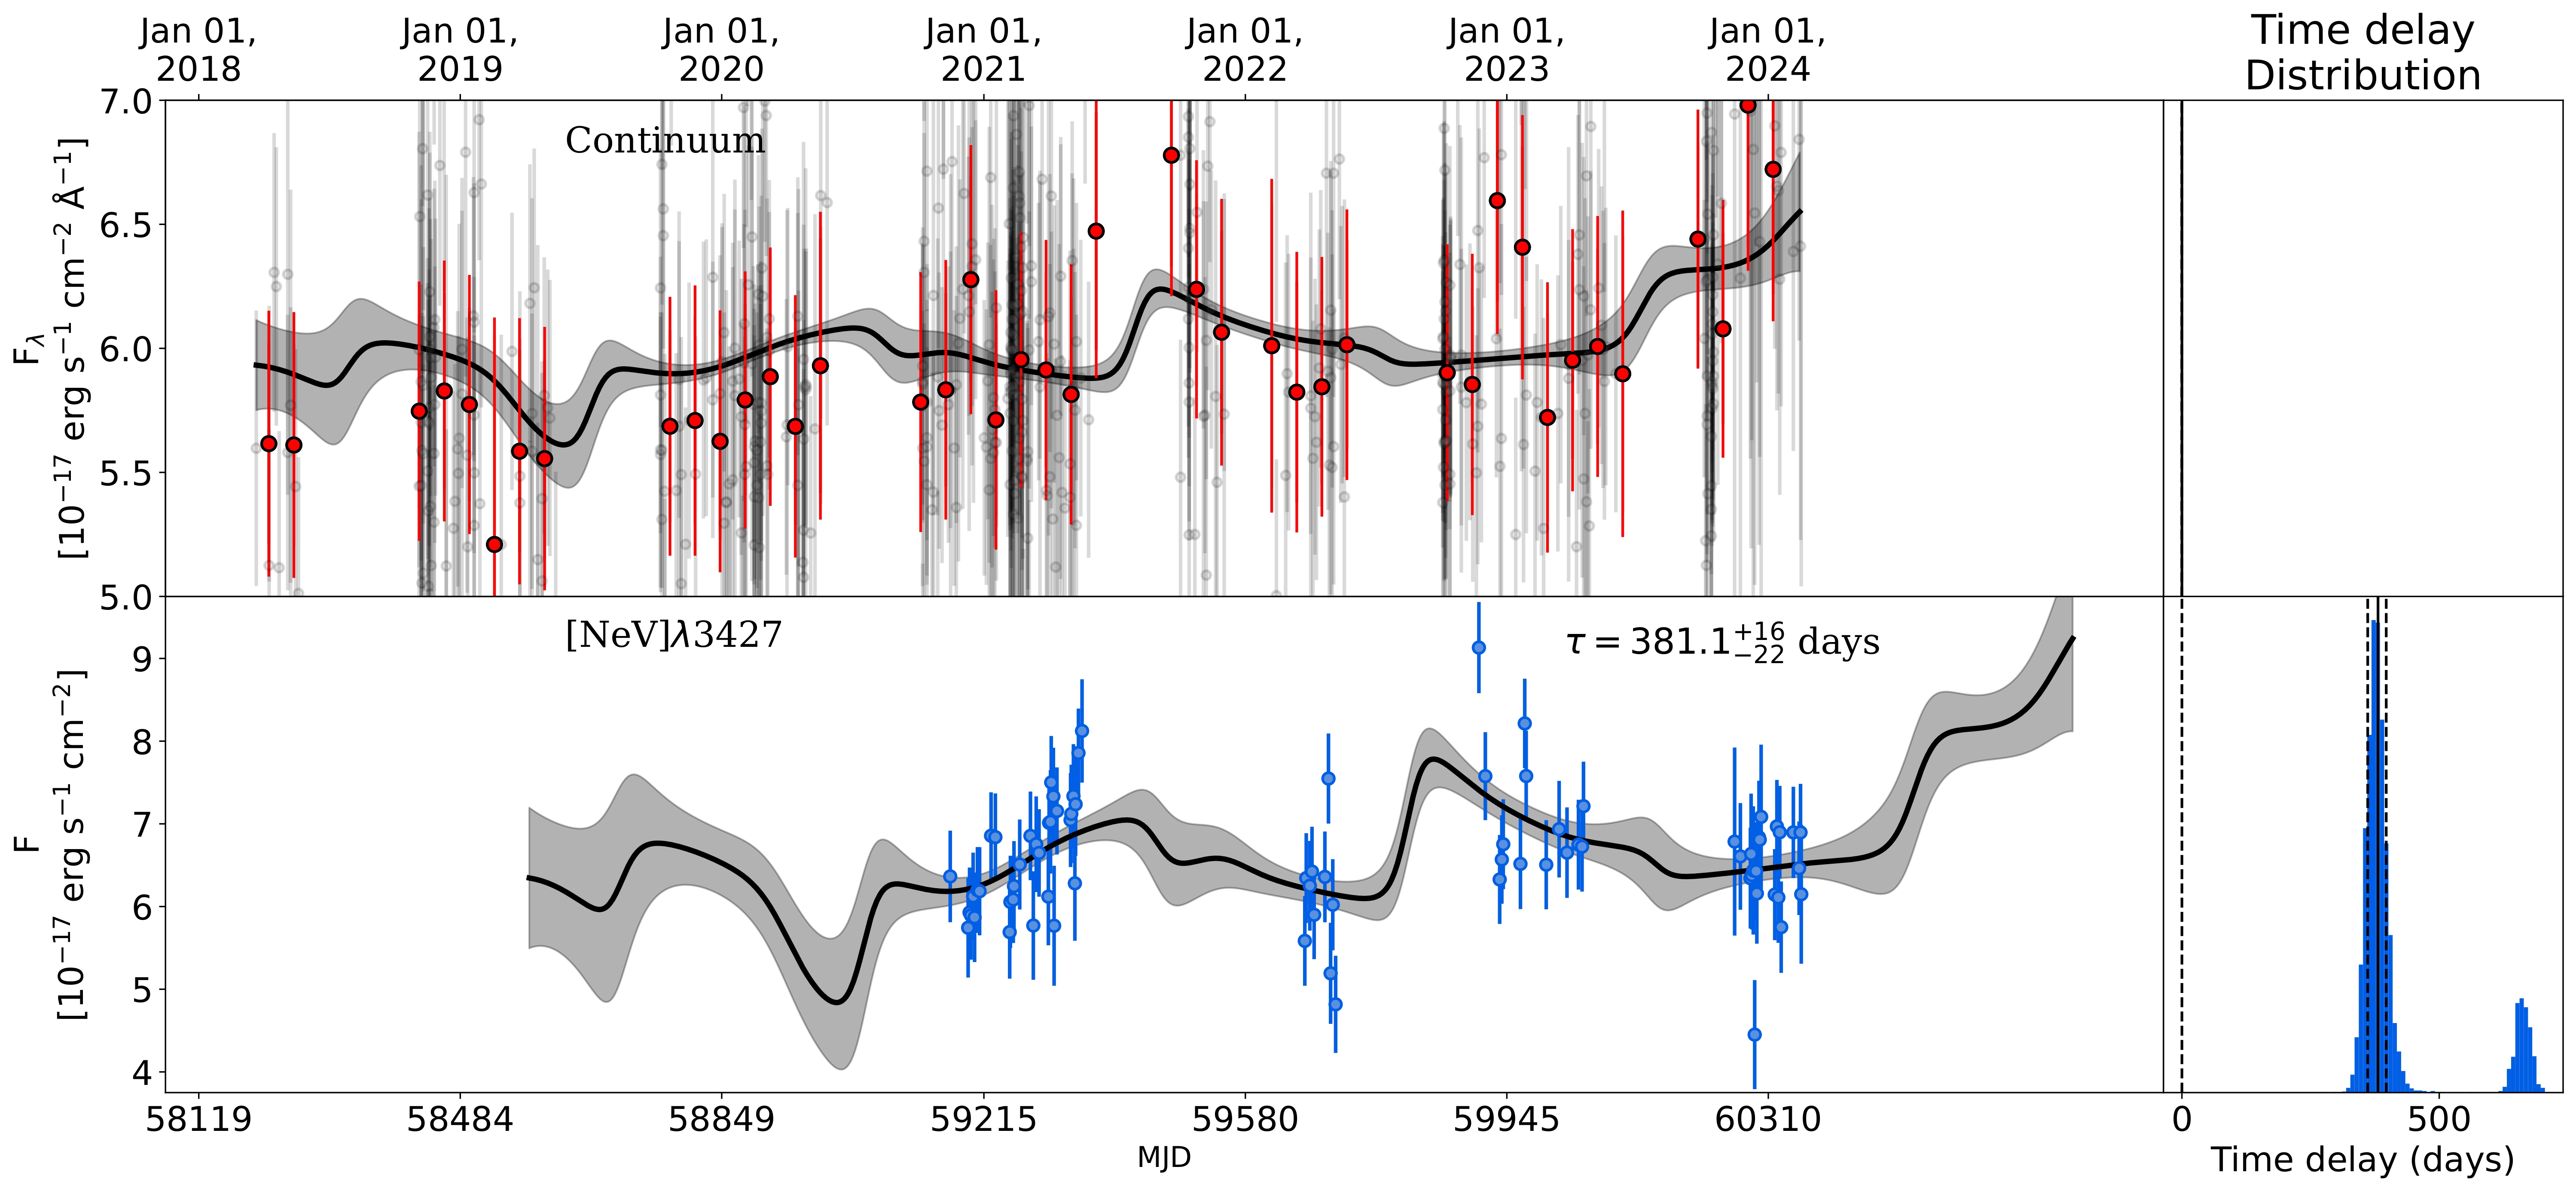 Jan 01, Jan 01, Jan 01, Jan 01, Jan 01, Jan 01, Jan 01,
2018 2019 2020 2021 2022 2023 2024
Time delay
Distribution
7.0
6.5
6.0
5.5
5.0
F_λ
[10⁻¹⁷ erg s⁻¹ cm⁻² Å⁻¹]
Continuum
9
8
7
6
5
4
F
[10⁻¹⁷ erg s⁻¹ cm⁻²]
[NeV]λ3427
τ = 381.1⁺¹⁶₋₂₂ days
58119 58484 58849 59215 59580 59945 60310
MJD
0 500
Time delay (days)